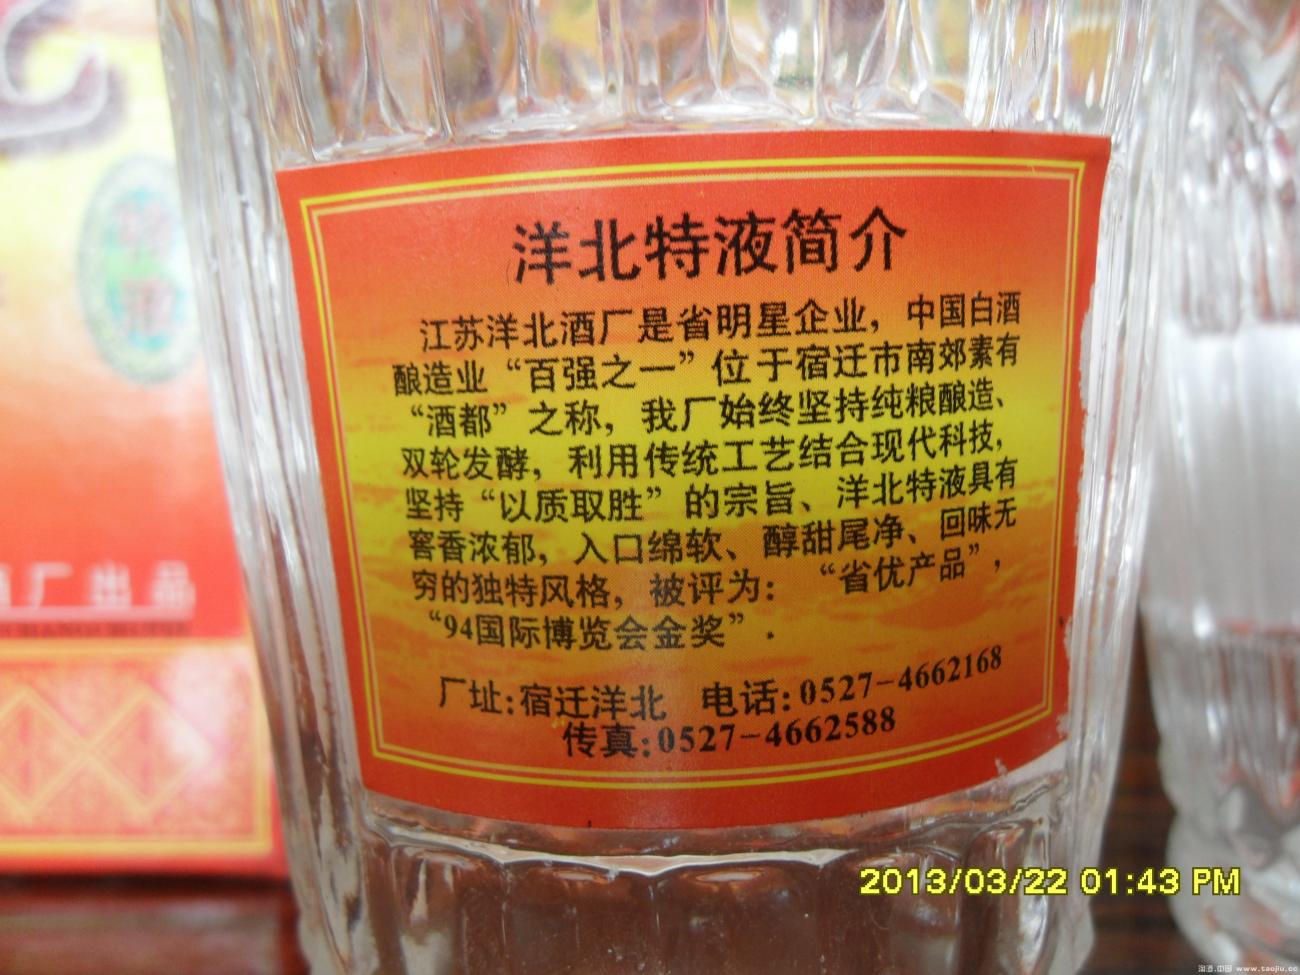 洋北特液简介
江苏洋北酒厂是省明星企业，中国白酒
酿造业“百强之一”位于宿迁市南郊素有
“酒都”之称，我厂始终坚持纯粮酿造、
双轮发酵，利用传统工艺结合现代科技，
坚持“以质取胜”的宗旨、洋北特液具有
窖香浓郁，入口绵软、醇甜尾净、回味无
穷的独特风格，被评为：“省优产品”，
“94国际博览会金奖”．
厂址:宿迁洋北 电话:0527-4662168
传真:0527-4662588
厂出品
2013/03/22 01:43 PM
淘酒.中国 www.taojiu.cc